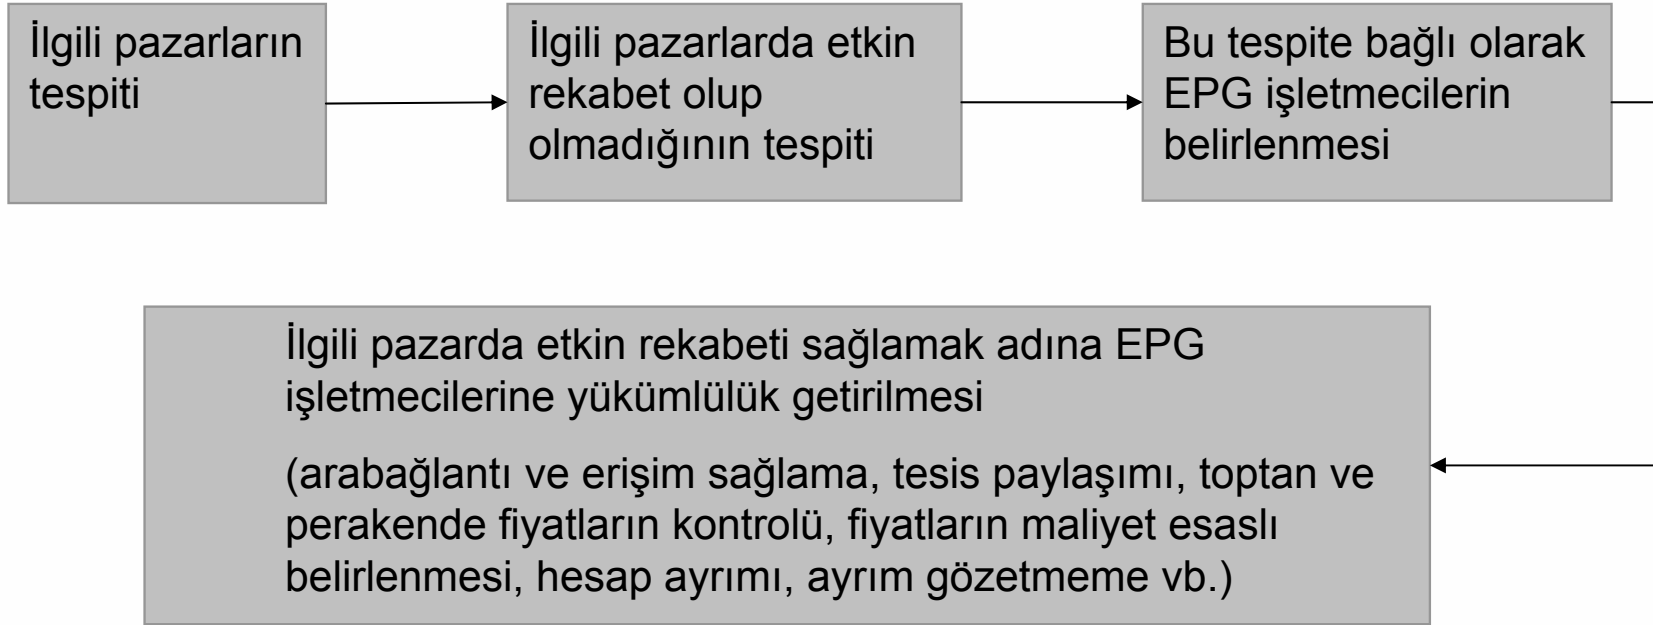 İlgili pazarların
tespiti
İlgili pazarlarda etkin
rekabet olup
olmadığının tespiti
Bu tespite bağlı olarak
EPG işletmecilerin
belirlenmesi
İlgili pazarda etkin rekabeti sağlamak adına EPG
işletmecilerine yükümlülük getirilmesi
(arabağlantı ve erişim sağlama, tesis paylaşımı, toptan ve
perakende fiyatların kontrolü, fiyatların maliyet esaslı
belirlenmesi, hesap ayrımı, ayrım gözetmeme vb.)